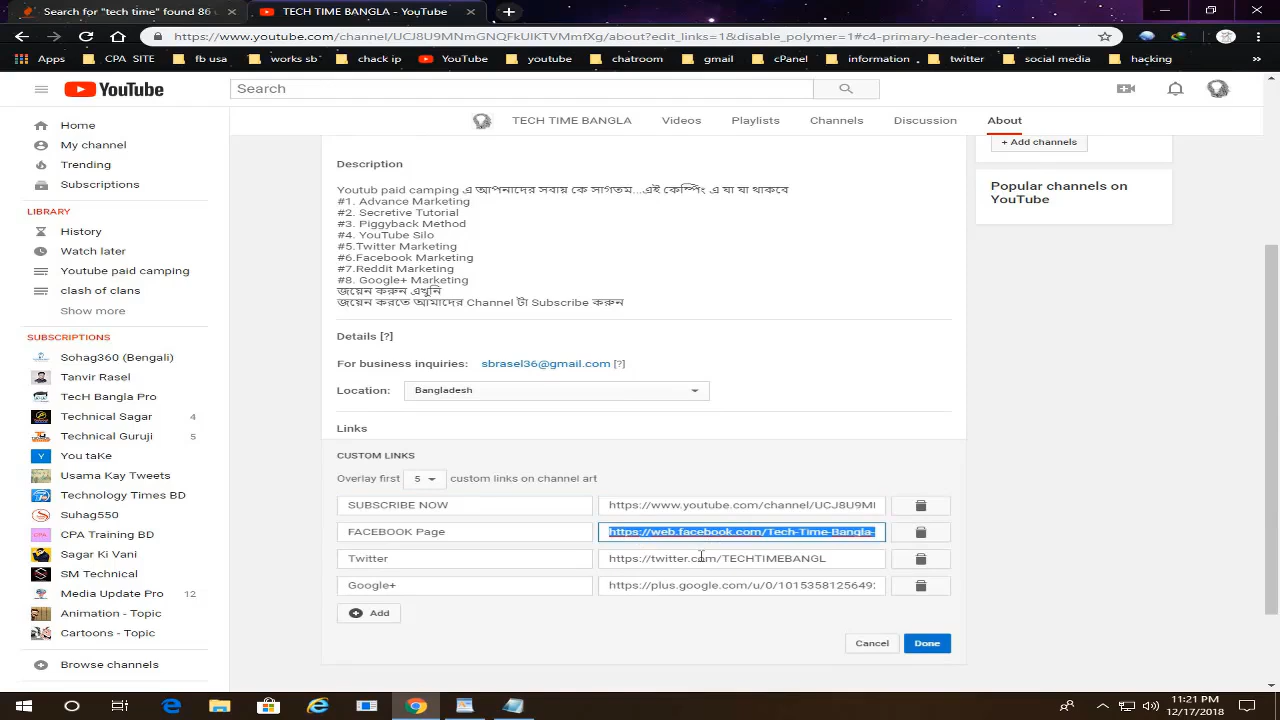 Search for "tech time" found 86
TECH TIME BANGLA - YouTube
https://www.youtube.com/channel/UCJ8U9MNmGNQFkUIKTVMmfXg/about?edit_links=1&disable_polymer=1#c4-primary-header-contents
Apps CPA SITE fb usa works sb chack ip YouTube youtube chatroom gmail cPanel information twitter social media hacking »
YouTube
Search
Home
My channel
Trending
Subscriptions
LIBRARY
History
Watch later
Youtube paid camping
clash of clans
Show more
SUBSCRIPTIONS
Sohag360 (Bengali)
Tanvir Rasel
TecH Bangla Pro
Technical Sagar 4
Technical Guruji 5
You taKe
Usama Kay Tweets
Technology Times BD
Suhag550
CPA Training BD
Sagar Ki Vani
SM Technical
Media Update Pro 12
Animation - Topic
Cartoons - Topic
Browse channels
TECH TIME BANGLA Videos Playlists Channels Discussion About
Description
Youtub paid camping এ আপনাদের সবায় কে সাগতম...এই কেম্পিং এ যা যা থাকবে
#1. Advance Marketing
#2. Secretive Tutorial
#3. Piggyback Method
#4. YouTube Silo
#5.Twitter Marketing
#6.Facebook Marketing
#7.Reddit Marketing
#8. Google+ Marketing
জয়েন করুন এখুনি
জয়েন করতে আমাদের Channel টা Subscribe করুন
Details [?]
For business inquiries: sbrasel36@gmail.com [?]
Location: Bangladesh
Links
CUSTOM LINKS
Overlay first 5 custom links on channel art
SUBSCRIBE NOW https://www.youtube.com/channel/UCJ8U9MI
FACEBOOK Page https://web.facebook.com/Tech-Time-Bangla-
Twitter https://twitter.com/TECHTIMEBANGL
Google+ https://plus.google.com/u/0/1015358125649
Add
Cancel Done
+ Add channels
Popular channels on
YouTube
11:21 PM
12/17/2018